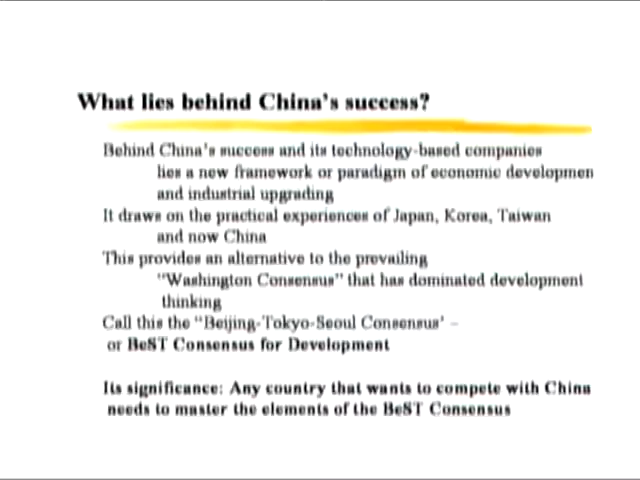 What lies behind China's success?
Behind China's success and its technology-based companies
lies a new framework or paradigm of economic developmen
and industrial upgrading
It draws on the practical experiences of Japan, Korea, Taiwan
and now China
This provides an alternative to the prevailing
"Washington Consensus" that has dominated development
thinking
Call this the "Beijing-Tokyo-Seoul Consensus' –
or BeST Consensus for Development
Its significance: Any country that wants to compete with China
needs to master the elements of the BeST Consensus